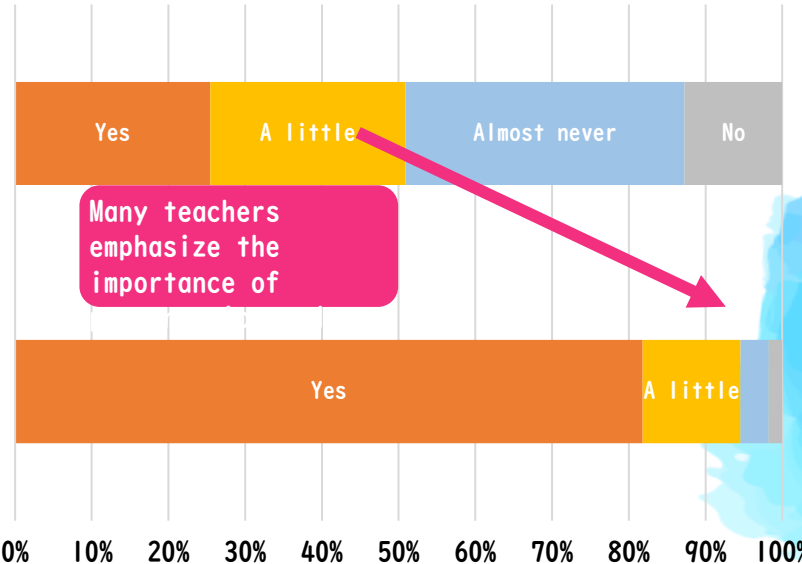 Yes A little Almost never No
Many teachers
emphasize the
importance of
Yes A little
0% 10% 20% 30% 40% 50% 60% 70% 80% 90% 100%